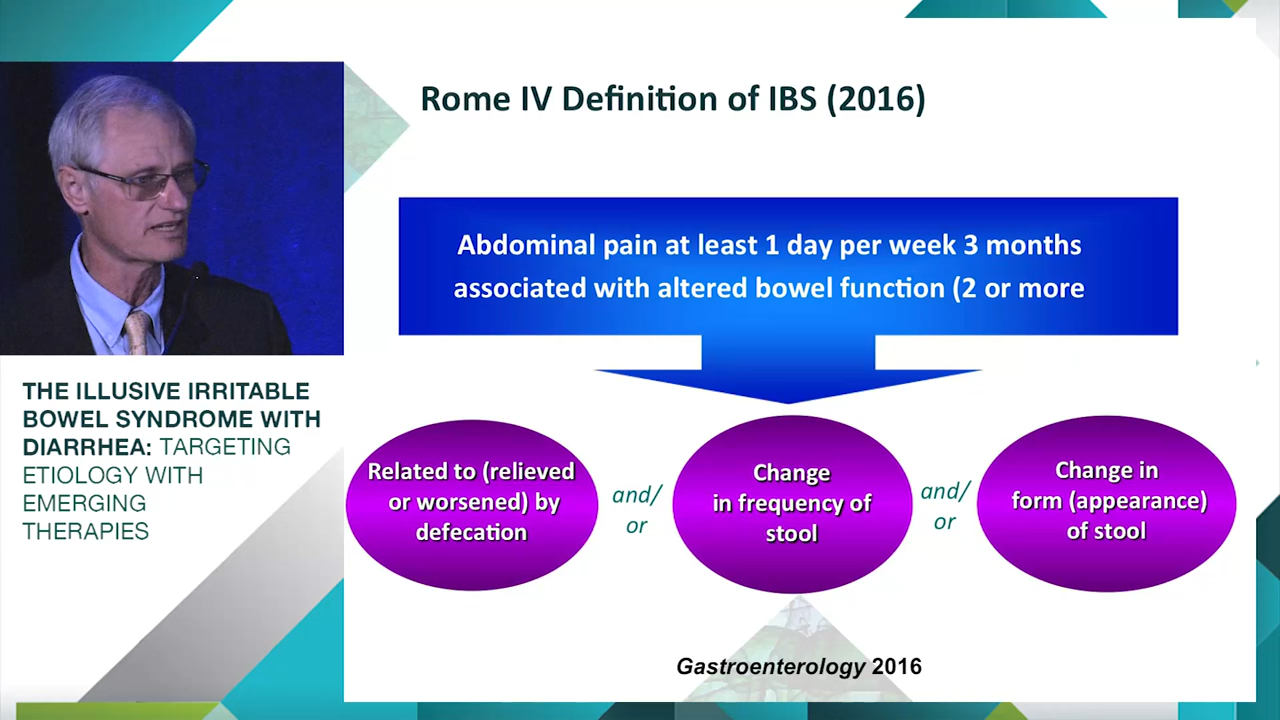 Rome IV Definition of IBS (2016)
Abdominal pain at least 1 day per week 3 months
associated with altered bowel function (2 or more
Related to (relieved
or worsened) by
defecation
and/
or
Change
in frequency of
stool
and/
or
Change in
form (appearance)
of stool
Gastroenterology 2016
THE ILLUSIVE IRRITABLE
BOWEL SYNDROME WITH
DIARRHEA: TARGETING
ETIOLOGY WITH
EMERGING
THERAPIES